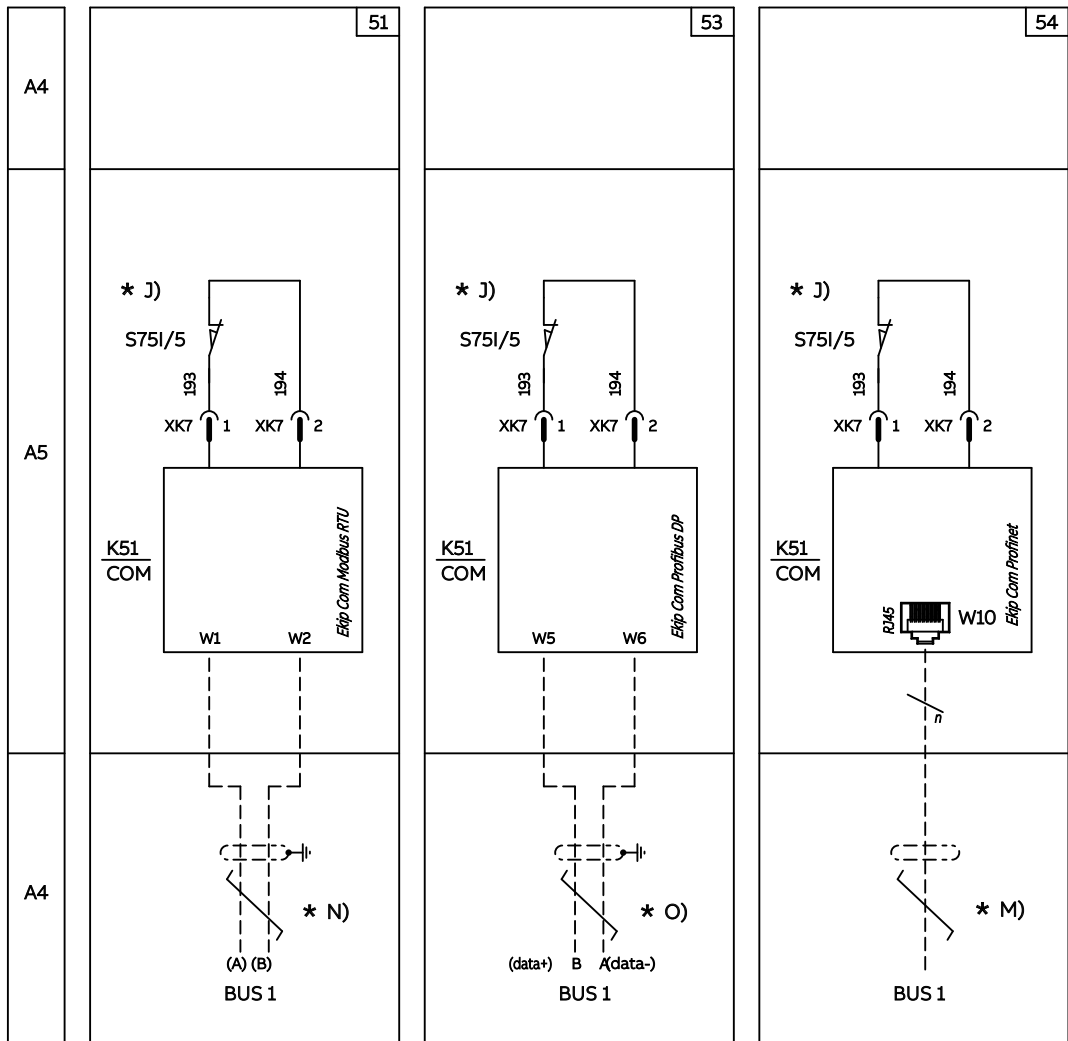 A4
A5
A4
51
* J)
S75I/5
193
194
XK7 1
XK7 2
K51
COM
Ekip Com Modbus RTU
W1
W2
* N)
(A) (B)
BUS 1
53
* J)
S75I/5
193
194
XK7 1
XK7 2
K51
COM
Ekip Com Profibus DP
W5
W6
* O)
(data+) B A(data-)
BUS 1
54
* J)
S75I/5
193
194
XK7 1
XK7 2
K51
COM
Ekip Com Profinet
RJ45
W10
n
* M)
BUS 1